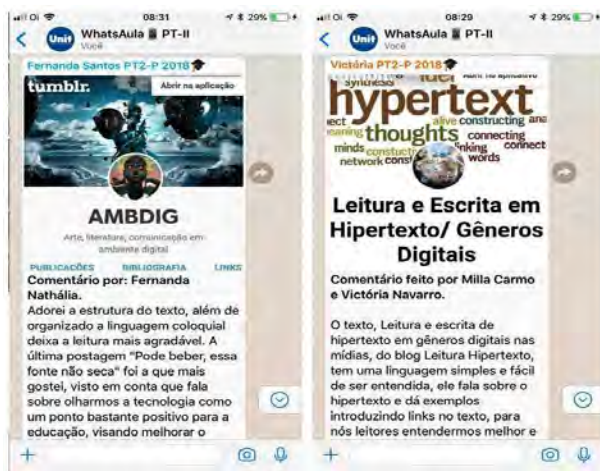 Oi 08:31 29%
Unit WhatsAula PT-II
Você
Fernanda Santos PT2-P 2018
tumblr. Abrir na aplicação
AMBDIG
Arte, literatura, comunicação em
ambiente digital
PUBLICAÇÕES BIBLIOGRAFIA LINKS
Comentário por: Fernanda
Nathália.
Adorei a estrutura do texto, além de
organizado a linguagem coloquial
deixa a leitura mais agradável. A
última postagem "Pode beber, essa
fonte não seca" foi a que mais
gostei, visto em conta que fala
sobre olharmos a tecnologia como
um ponto bastante positivo para a
educação, visando melhorar o
Oi 08:29 29%
Unit WhatsAula PT-II
Você
Victória PT2-P 2018
synthesis
hypertext
alive constructing
thoughts connecting
minds linking connect
network words
Leitura e Escrita em
Hipertexto/ Gêneros
Digitais
Comentário feito por Milla Carmo
e Victória Navarro.
O texto, Leitura e escrita de
hipertexto em gêneros digitais nas
mídias, do blog Leitura Hipertexto,
tem uma linguagem simples e fácil
de ser entendida, ele fala sobre o
hipertexto e dá exemplos
introduzindo links no texto, para
nós leitores entendermos melhor e